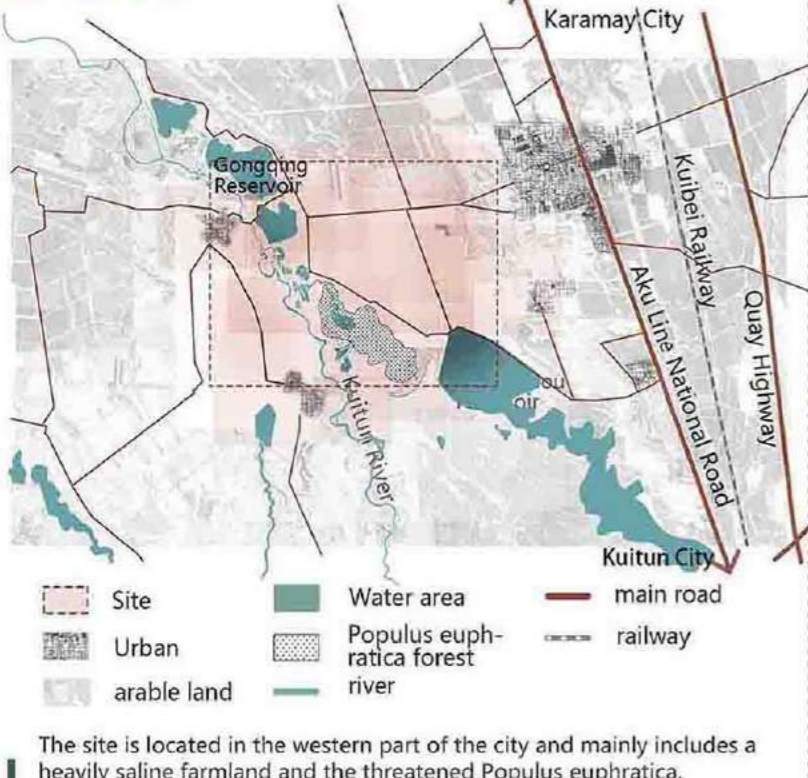 Karamay City
Gongqing
Reservoir
Kuibei Railway
Aku Line National Road
Quay Highway
Kuitun River
ou
oir
Kuitun City
Site
Water area
main road
Urban
Populus euph-
ratica forest
railway
arable land
river
The site is located in the western part of the city and mainly includes a
heavily saline farmland and the threatened Populus euphratica.